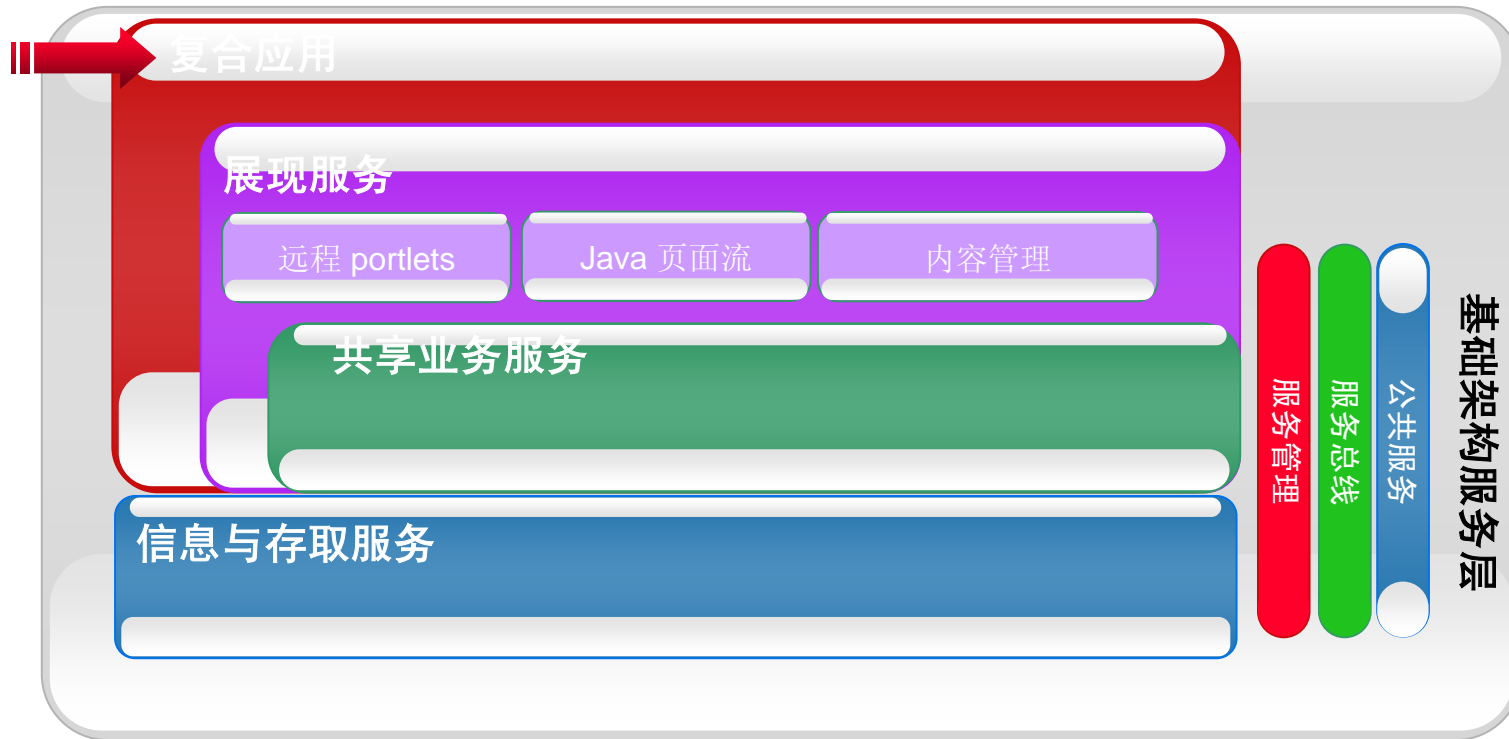 复合应用
展现服务
远程 portlets
Java 页面流
内容管理
共享业务服务
信息与存取服务
服务管理
服务总线
公共服务
基础架构服务层